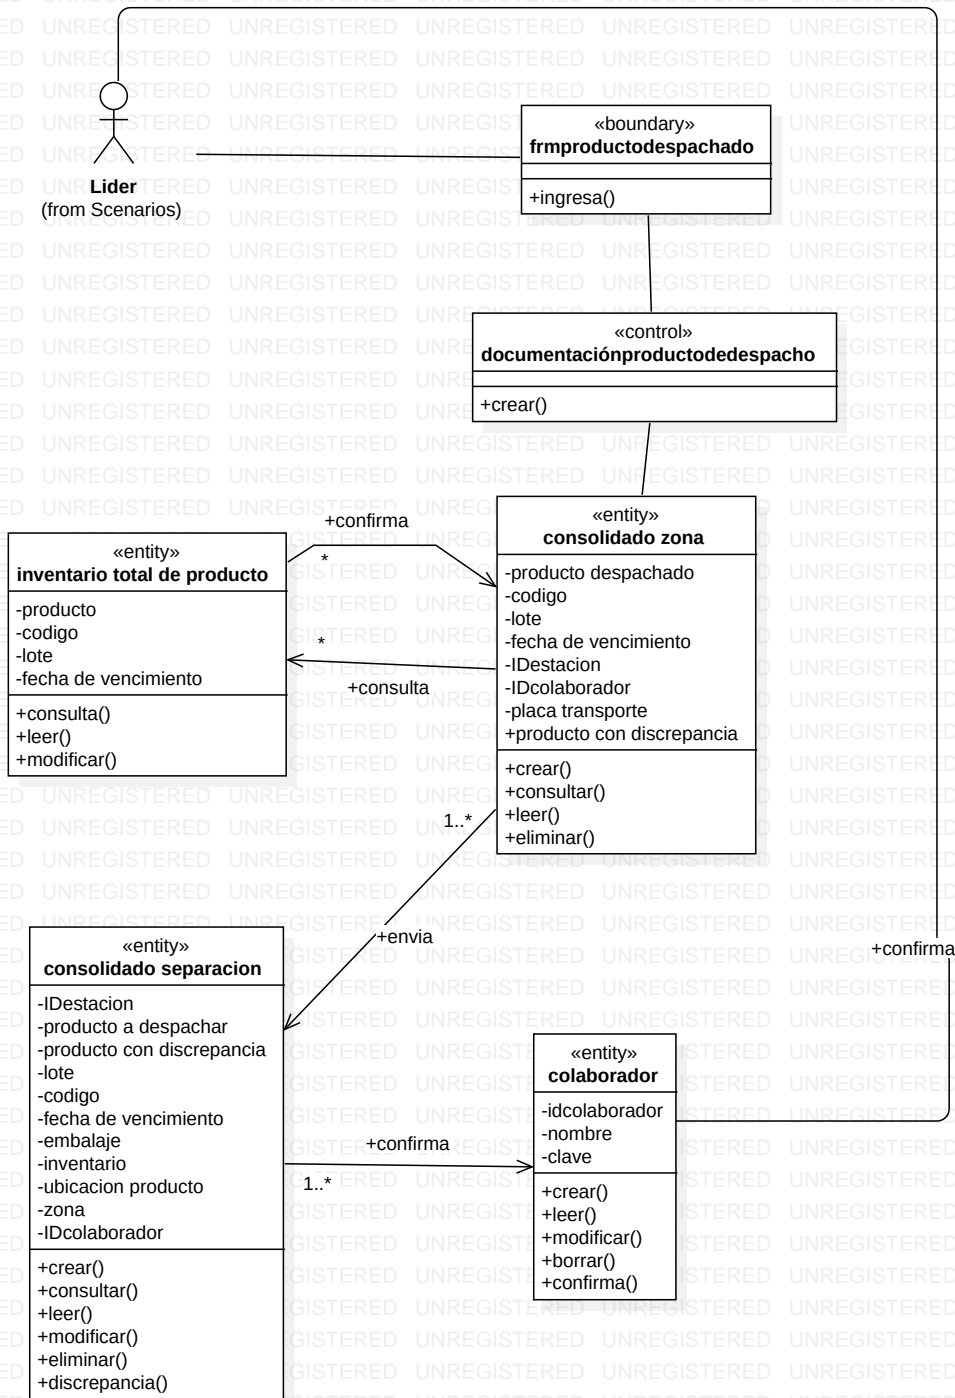 Lider
(from Scenarios)
«boundary»
frmproductodespachado
+ingresa()
«control»
documentaciónproductodedespacho
+crear()
+confirma
*
*
+consulta
«entity»
inventario total de producto
-producto
-codigo
-lote
-fecha de vencimiento
+consulta()
+leer()
+modificar()
«entity»
consolidado zona
-producto despachado
-codigo
-lote
-fecha de vencimiento
-IDestacion
-IDcolaborador
-placa transporte
+producto con discrepancia
+crear()
+consultar()
+leer()
+eliminar()
1..*
+envia
+confirma
«entity»
consolidado separacion
-IDestacion
-producto a despachar
-producto con discrepancia
-lote
-codigo
-fecha de vencimiento
-embalaje
-inventario
-ubicacion producto
-zona
-IDcolaborador
+crear()
+consultar()
+leer()
+modificar()
+eliminar()
+discrepancia()
+confirma
1..*
«entity»
colaborador
-idcolaborador
-nombre
-clave
+crear()
+leer()
+modificar()
+borrar()
+confirma()
UNREGISTERED